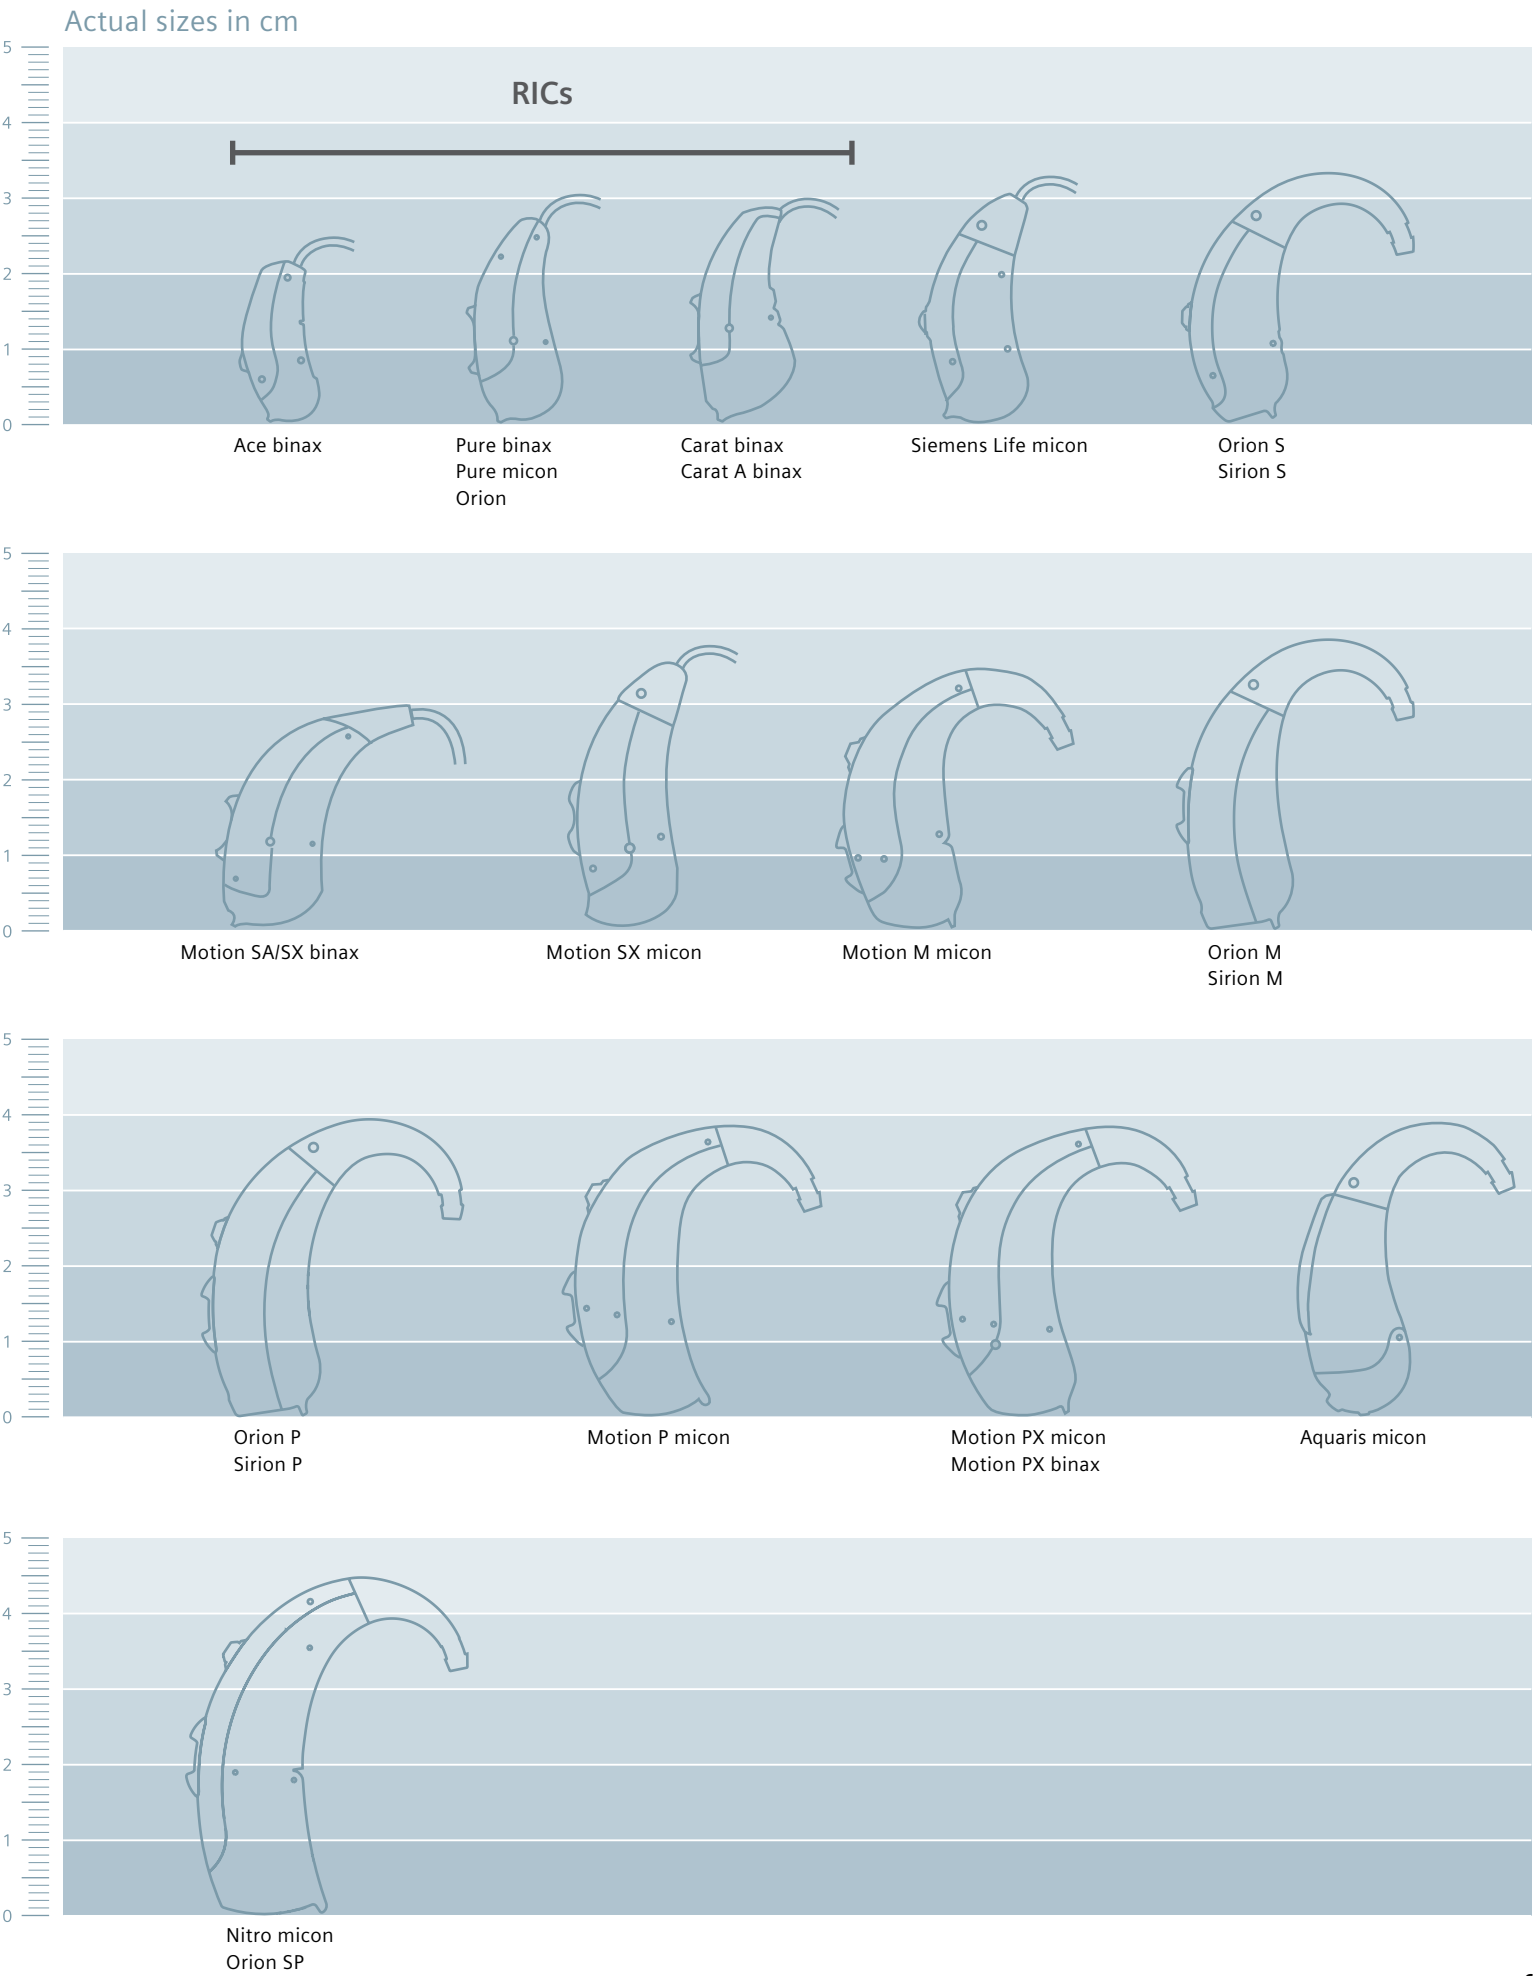 Actual sizes in cm
5
4
3
2
1
0
RICs
Ace binax
Pure binax
Pure micon
Orion
Carat binax
Carat A binax
Siemens Life micon
Orion S
Sirion S
5
4
3
2
1
0
Motion SA/SX binax
Motion SX micon
Motion M micon
Orion M
Sirion M
5
4
3
2
1
0
Orion P
Sirion P
Motion P micon
Motion PX micon
Motion PX binax
Aquaris micon
5
4
3
2
1
0
Nitro micon
Orion SP